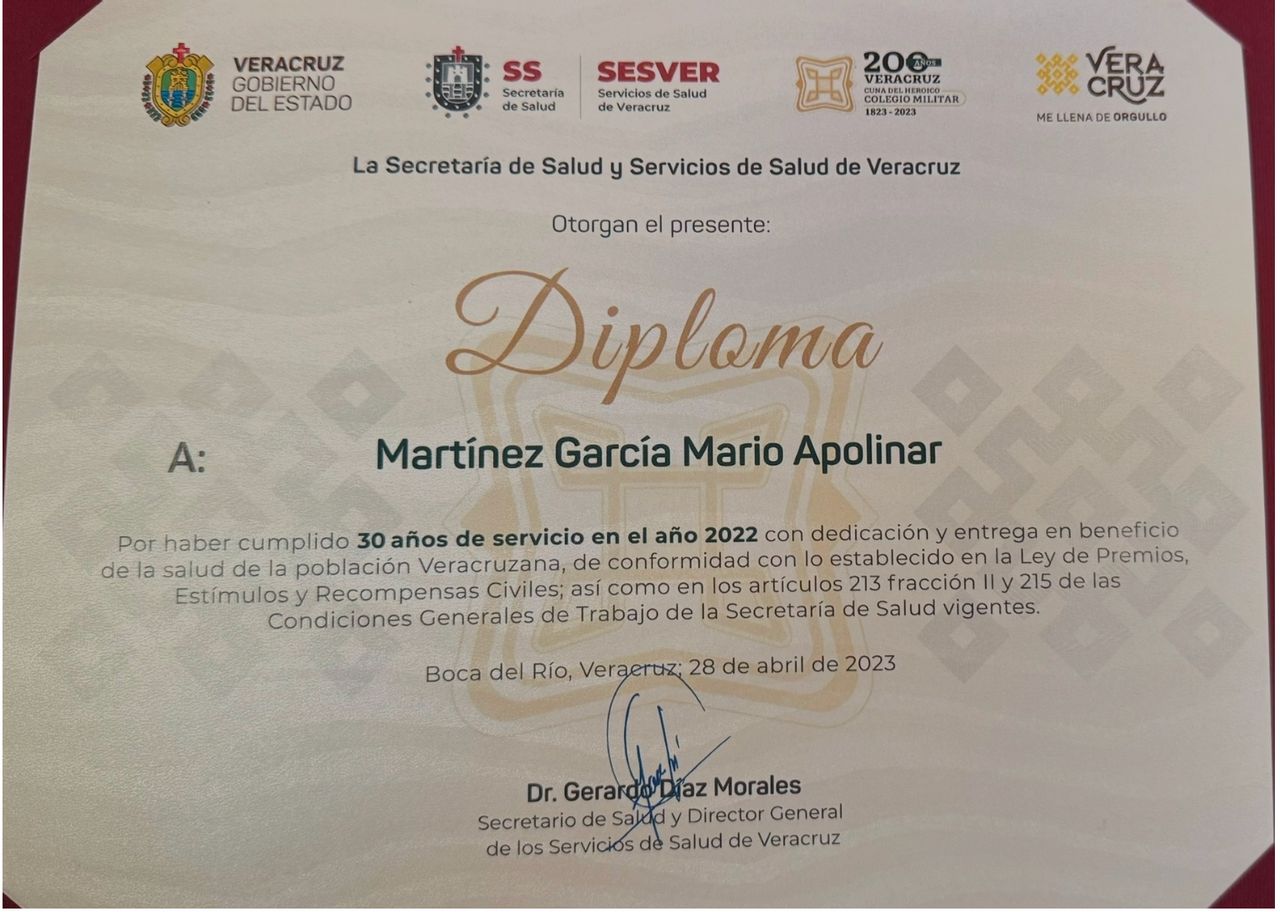 VERACRUZ
GOBIERNO
DEL ESTADO
SS
Secretaría
de Salud
SESVER
Servicios de Salud
de Veracruz
200 AÑOS
VERACRUZ
CUNA DEL HEROICO
COLEGIO MILITAR
1823 - 2023
VERA
CRUZ
ME LLENA DE ORGULLO
La Secretaría de Salud y Servicios de Salud de Veracruz
Otorgan el presente:
Diploma
A: Martínez García Mario Apolinar
Por haber cumplido 30 años de servicio en el año 2022 con dedicación y entrega en beneficio
de la salud de la población Veracruzana, de conformidad con lo establecido en la Ley de Premios,
Estímulos y Recompensas Civiles; así como en los artículos 213 fracción II y 215 de las
Condiciones Generales de Trabajo de la Secretaría de Salud vigentes.
Boca del Río, Veracruz; 28 de abril de 2023
Dr. Gerardo Díaz Morales
Secretario de Salud y Director General
de los Servicios de Salud de Veracruz